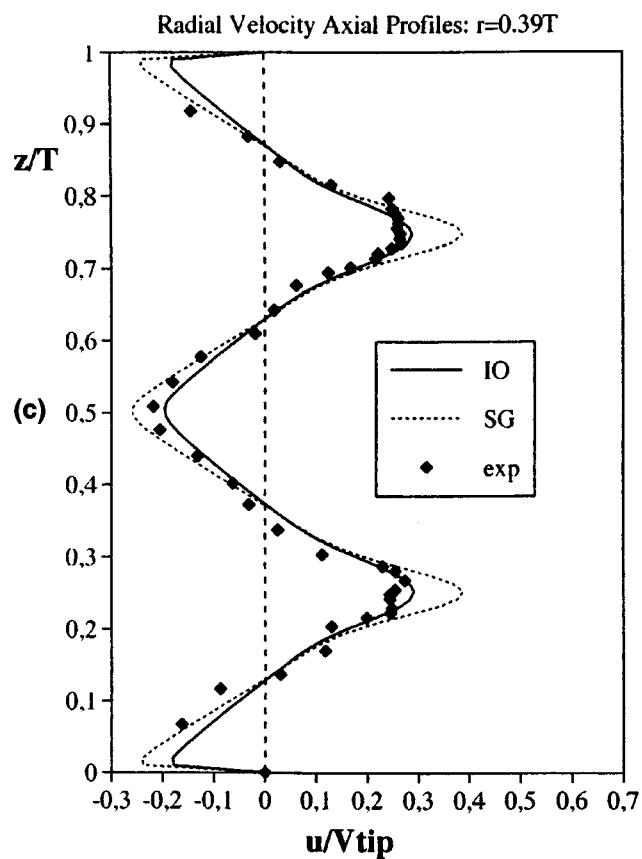 Radial Velocity Axial Profiles: r=0.39T
1
0,9
z/T
0,8
0,7
0,6
(c)
0,5
0,4
0,3
0,2
0,1
0
IO
SG
exp
-0,3 -0,2 -0,1 0 0,1 0,2 0,3 0,4 0,5 0,6 0,7
u/Vtip